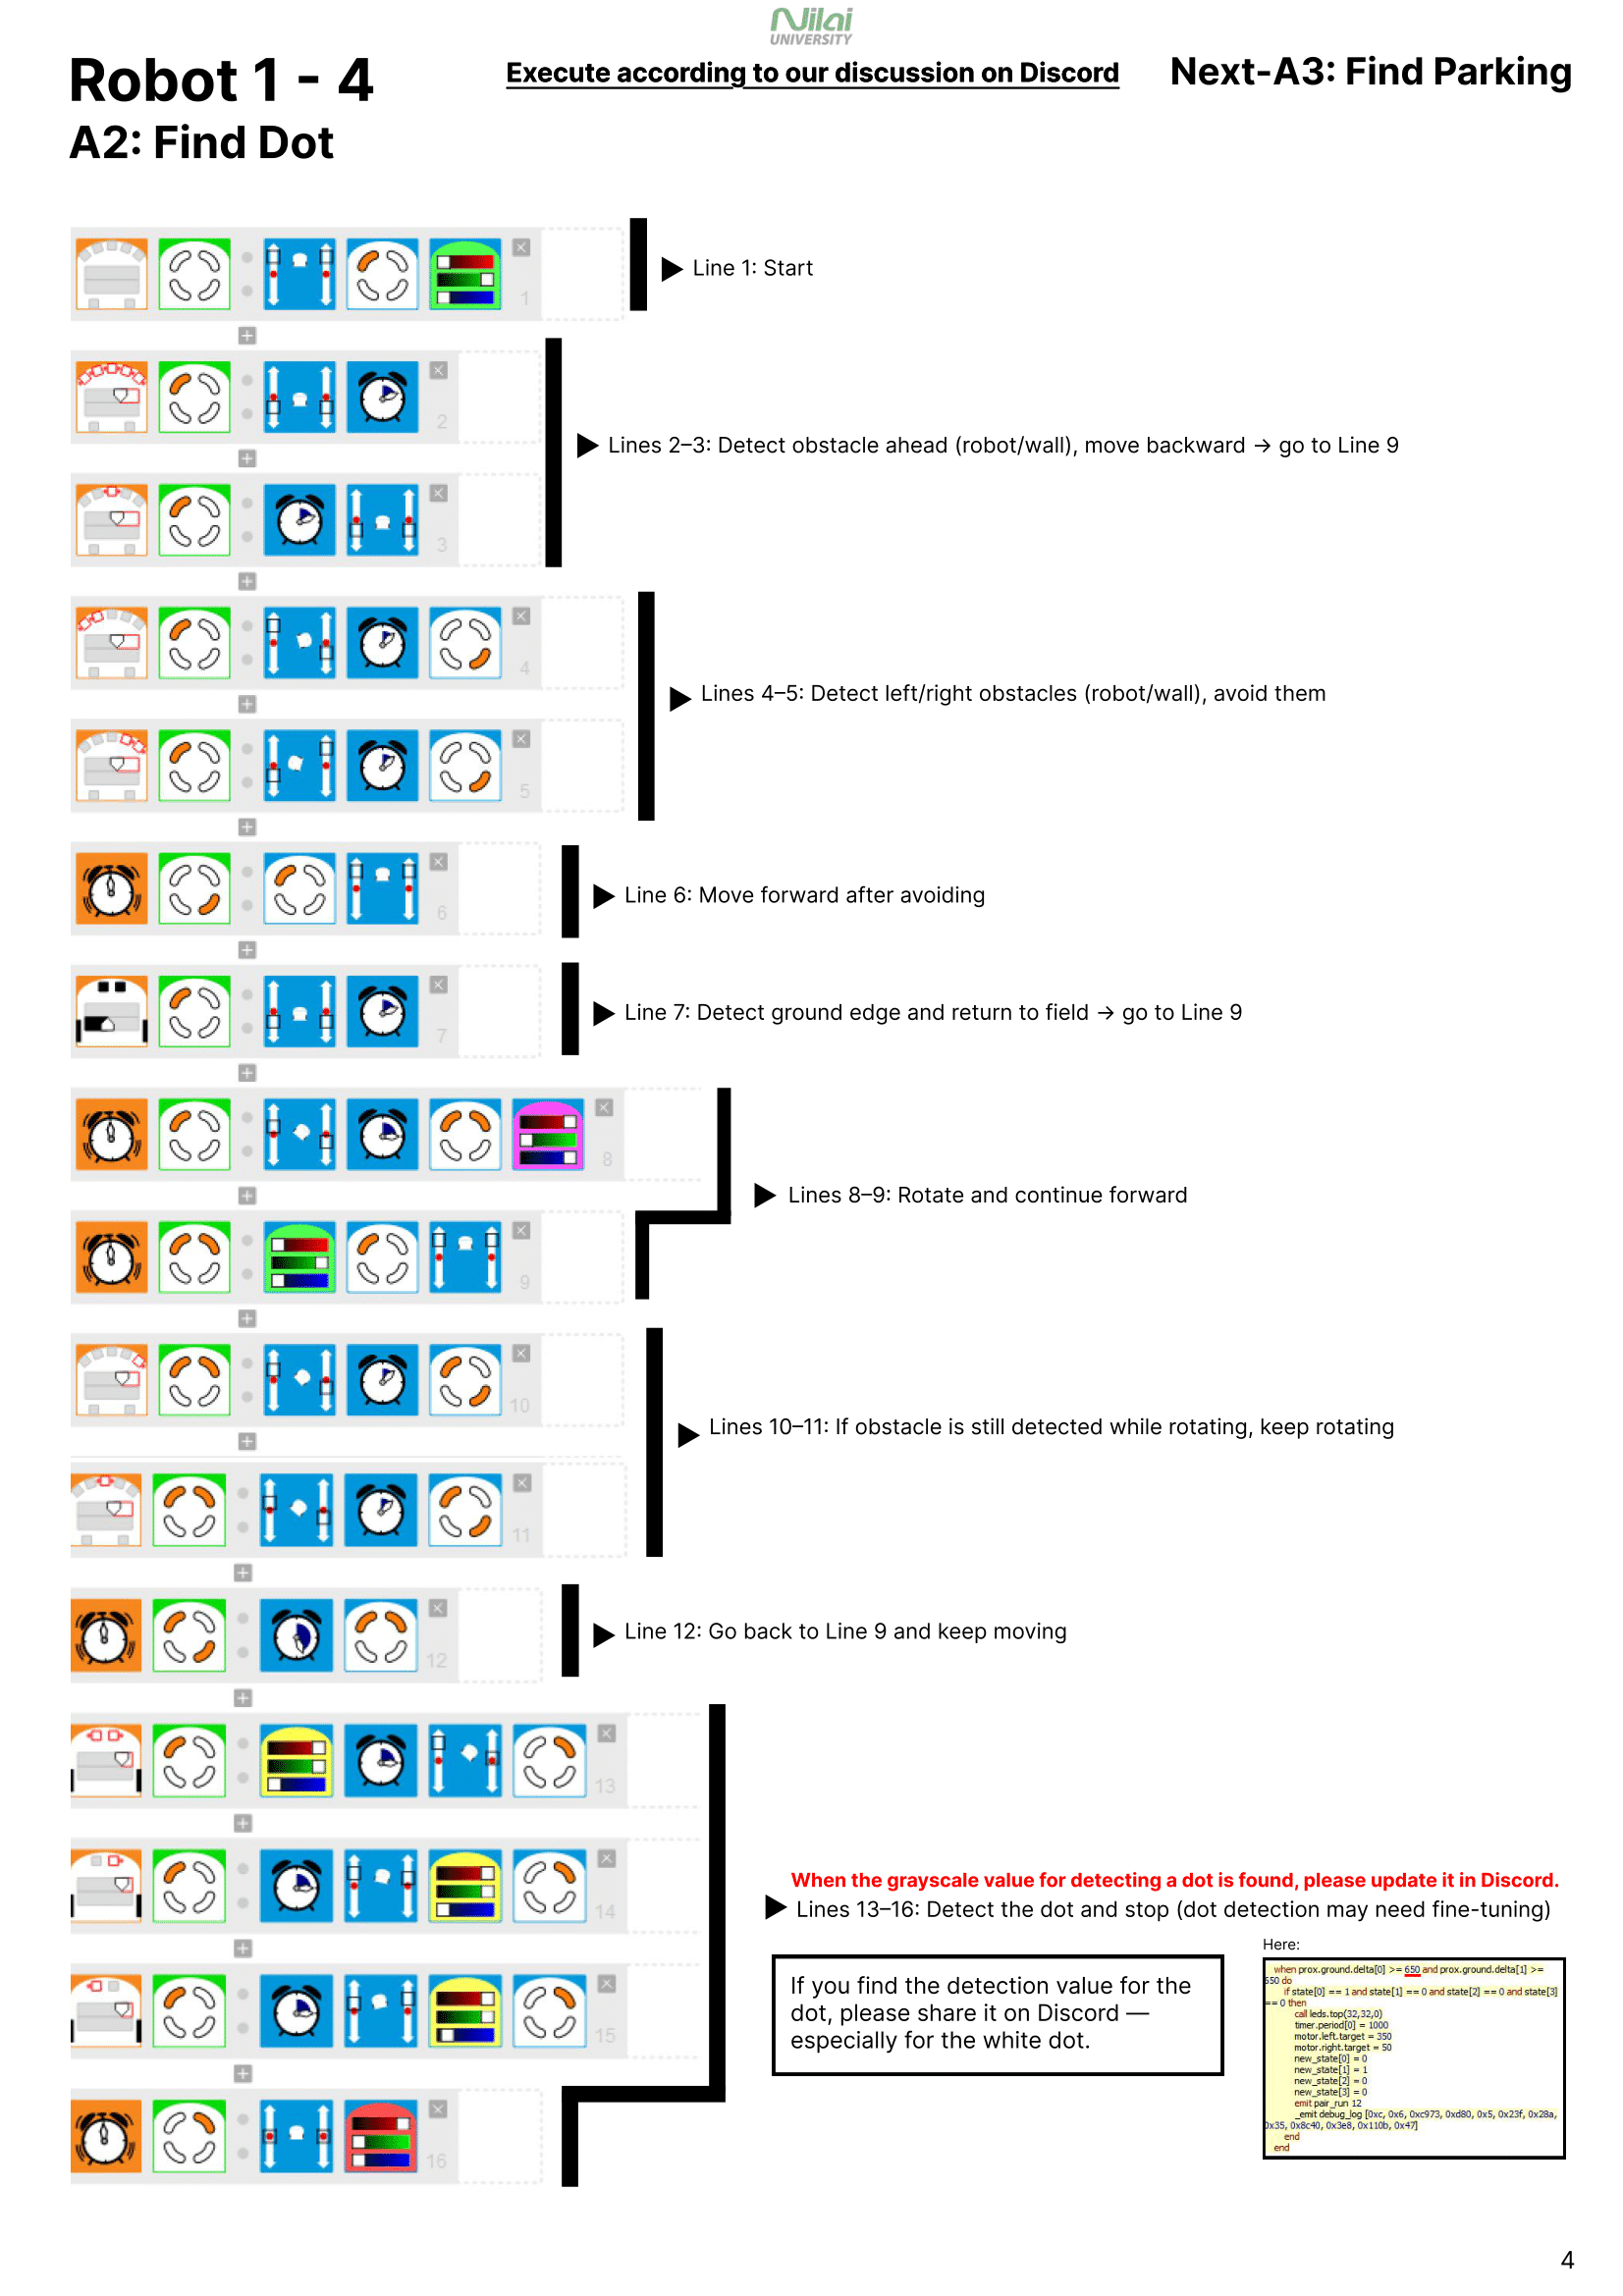 Nilai
UNIVERSITY
Robot 1 - 4
Execute according to our discussion on Discord
Next-A3: Find Parking
A2: Find Dot
1
Line 1: Start
2
Lines 2–3: Detect obstacle ahead (robot/wall), move backward → go to Line 9
3
4
Lines 4–5: Detect left/right obstacles (robot/wall), avoid them
5
6
Line 6: Move forward after avoiding
7
Line 7: Detect ground edge and return to field → go to Line 9
8
Lines 8–9: Rotate and continue forward
9
10
Lines 10–11: If obstacle is still detected while rotating, keep rotating
11
12
Line 12: Go back to Line 9 and keep moving
13
When the grayscale value for detecting a dot is found, please update it in Discord.
Lines 13–16: Detect the dot and stop (dot detection may need fine-tuning)
14
If you find the detection value for the
dot, please share it on Discord —
especially for the white dot.
15
16
Here:
when prox.ground.delta[0] >= 650 and prox.ground.delta[1] >=
650 do
if state[0] == 1 and state[1] == 0 and state[2] == 0 and state[3]
== 0 then
call leds.top(32,32,0)
timer.period[0] = 1000
motor.left.target = 350
motor.right.target = 50
new_state[0] = 0
new_state[1] = 1
new_state[2] = 0
new_state[3] = 0
emit pair_run 12
_emit debug_log [0xc, 0x6, 0xc973, 0xd80, 0x5, 0x23f, 0x28a,
0x35, 0x8c40, 0x3e8, 0x110b, 0x47]
end
end
4